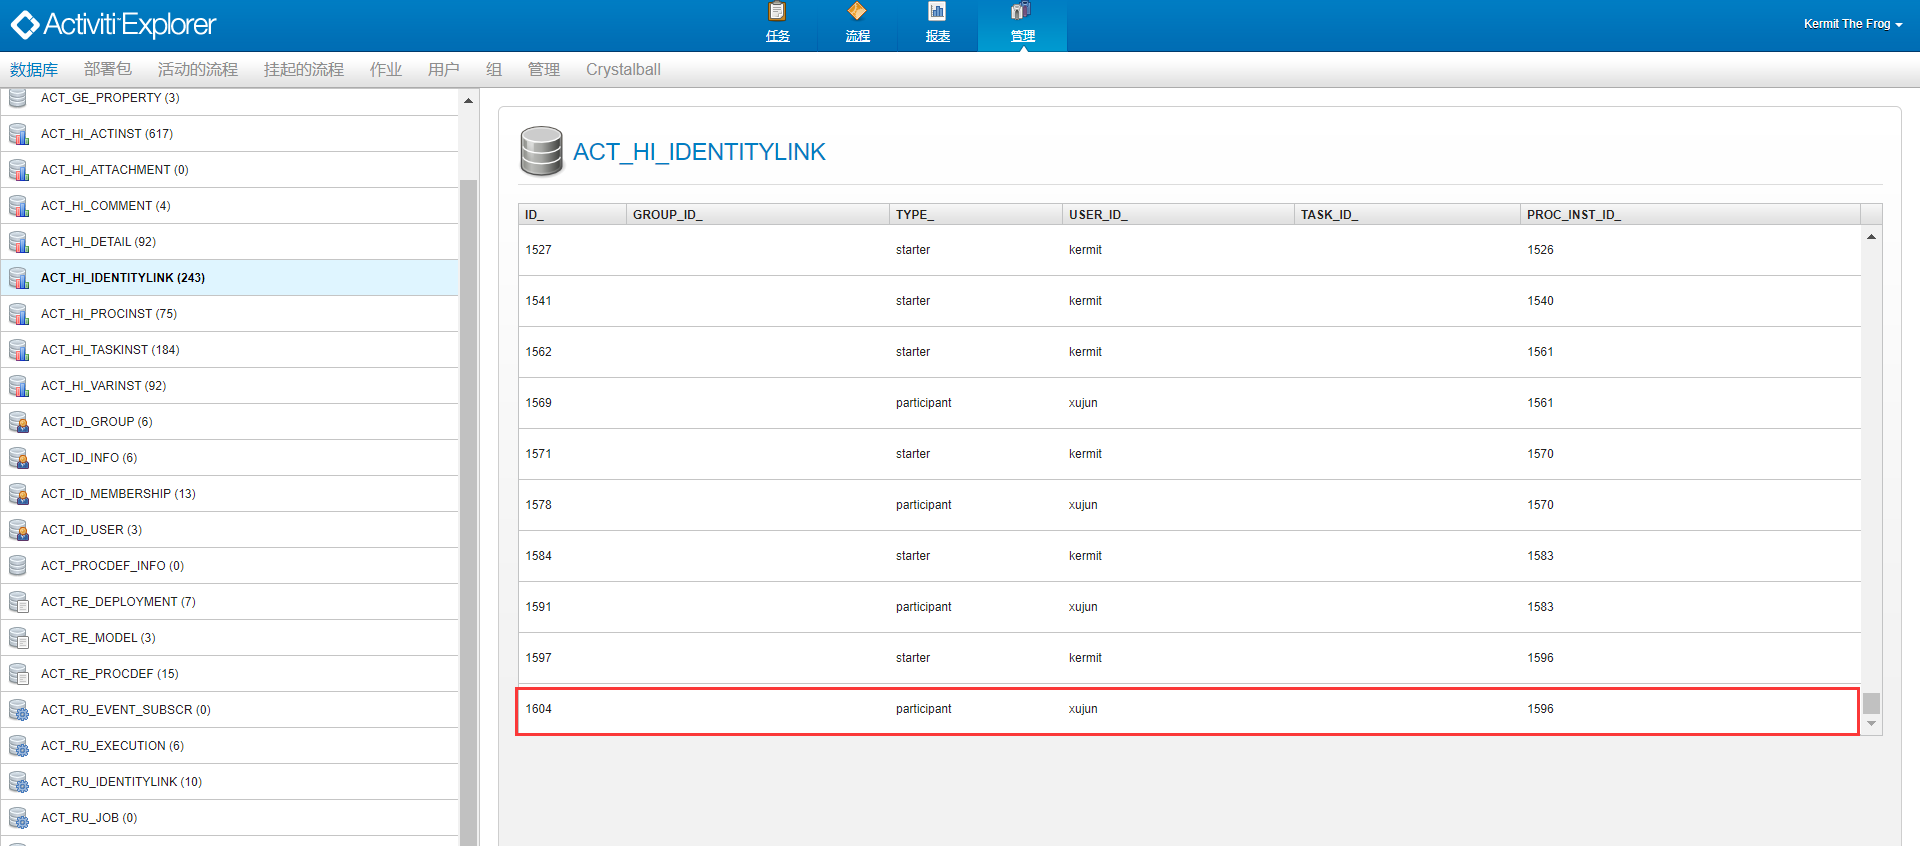 Activiti Explorer
任务 流程 报表 管理
Kermit The Frog
数据库 部署包 活动的流程 挂起的流程 作业 用户 组 管理 Crystalball
ACT_GE_PROPERTY (3)
ACT_HI_ACTINST (617)
ACT_HI_ATTACHMENT (0)
ACT_HI_COMMENT (4)
ACT_HI_DETAIL (92)
ACT_HI_IDENTITYLINK (243)
ACT_HI_PROCINST (75)
ACT_HI_TASKINST (184)
ACT_HI_VARINST (92)
ACT_ID_GROUP (6)
ACT_ID_INFO (6)
ACT_ID_MEMBERSHIP (13)
ACT_ID_USER (3)
ACT_PROCDEF_INFO (0)
ACT_RE_DEPLOYMENT (7)
ACT_RE_MODEL (3)
ACT_RE_PROCDEF (15)
ACT_RU_EVENT_SUBSCR (0)
ACT_RU_EXECUTION (6)
ACT_RU_IDENTITYLINK (10)
ACT_RU_JOB (0)
ACT_HI_IDENTITYLINK
ID_ GROUP_ID_ TYPE_ USER_ID_ TASK_ID_ PROC_INST_ID_
1527 starter kermit 1526
1541 starter kermit 1540
1562 starter kermit 1561
1569 participant xujun 1561
1571 starter kermit 1570
1578 participant xujun 1570
1584 starter kermit 1583
1591 participant xujun 1583
1597 starter kermit 1596
1604 participant xujun 1596